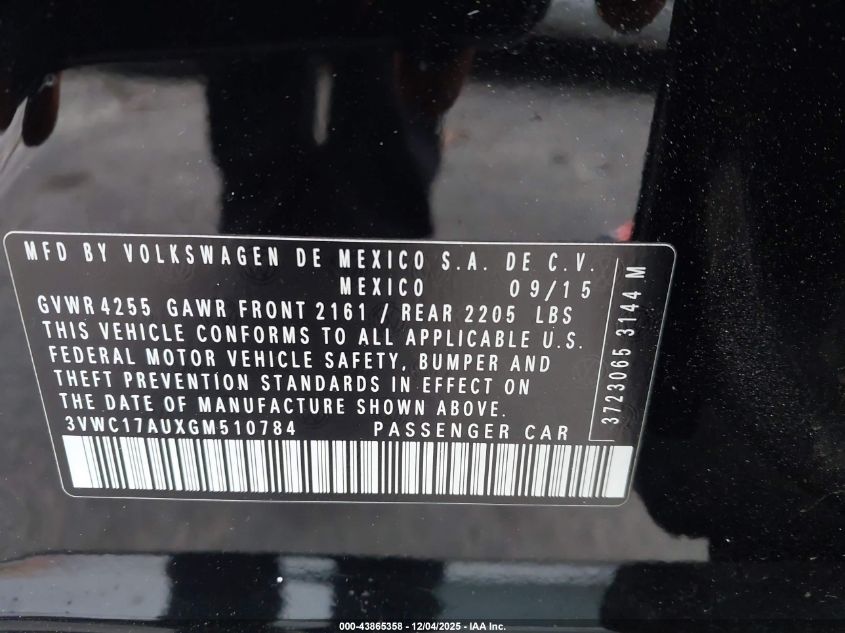 MFD BY VOLKSWAGEN DE MEXICO S.A. DE C.V.
MEXICO 09/15
GVWR 4255 GAWR FRONT 2161 / REAR 2205 LBS
THIS VEHICLE CONFORMS TO ALL APPLICABLE U.S.
FEDERAL MOTOR VEHICLE SAFETY, BUMPER AND
THEFT PREVENTION STANDARDS IN EFFECT ON
THE DATE OF MANUFACTURE SHOWN ABOVE.
3VWC17AUXGM510784 PASSENGER CAR
3723065 3144 M
000-43865358 - 12/04/2025 - IAA Inc.